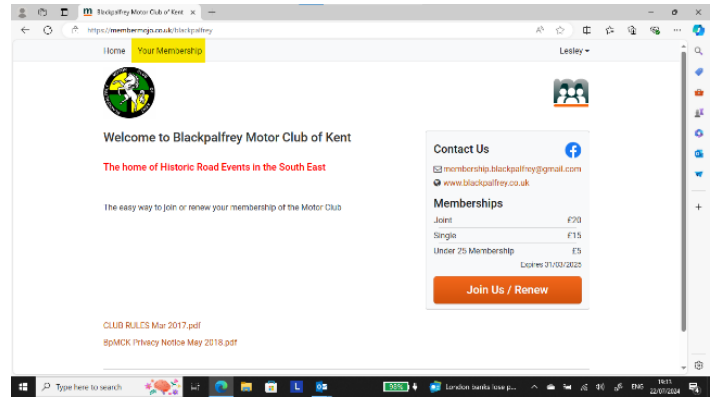 Blackpalfrey Motor Club of Kent
https://membermojo.co.uk/blackpalfrey
Home Your Membership Lesley
Welcome to Blackpalfrey Motor Club of Kent
The home of Historic Road Events in the South East
The easy way to join or renew your membership of the Motor Club
Contact Us
membership.blackpalfrey@gmail.com
www.blackpalfrey.co.uk
Memberships
Joint £20
Single £15
Under 25 Membership £5
Expires 01/03/2025
Join Us / Renew
CLUB RULES Mar 2017.pdf
BpMCK Privacy Notice May 2018.pdf
Type here to search
98%
London banks lose p...
ENG
19:33
22/07/2024